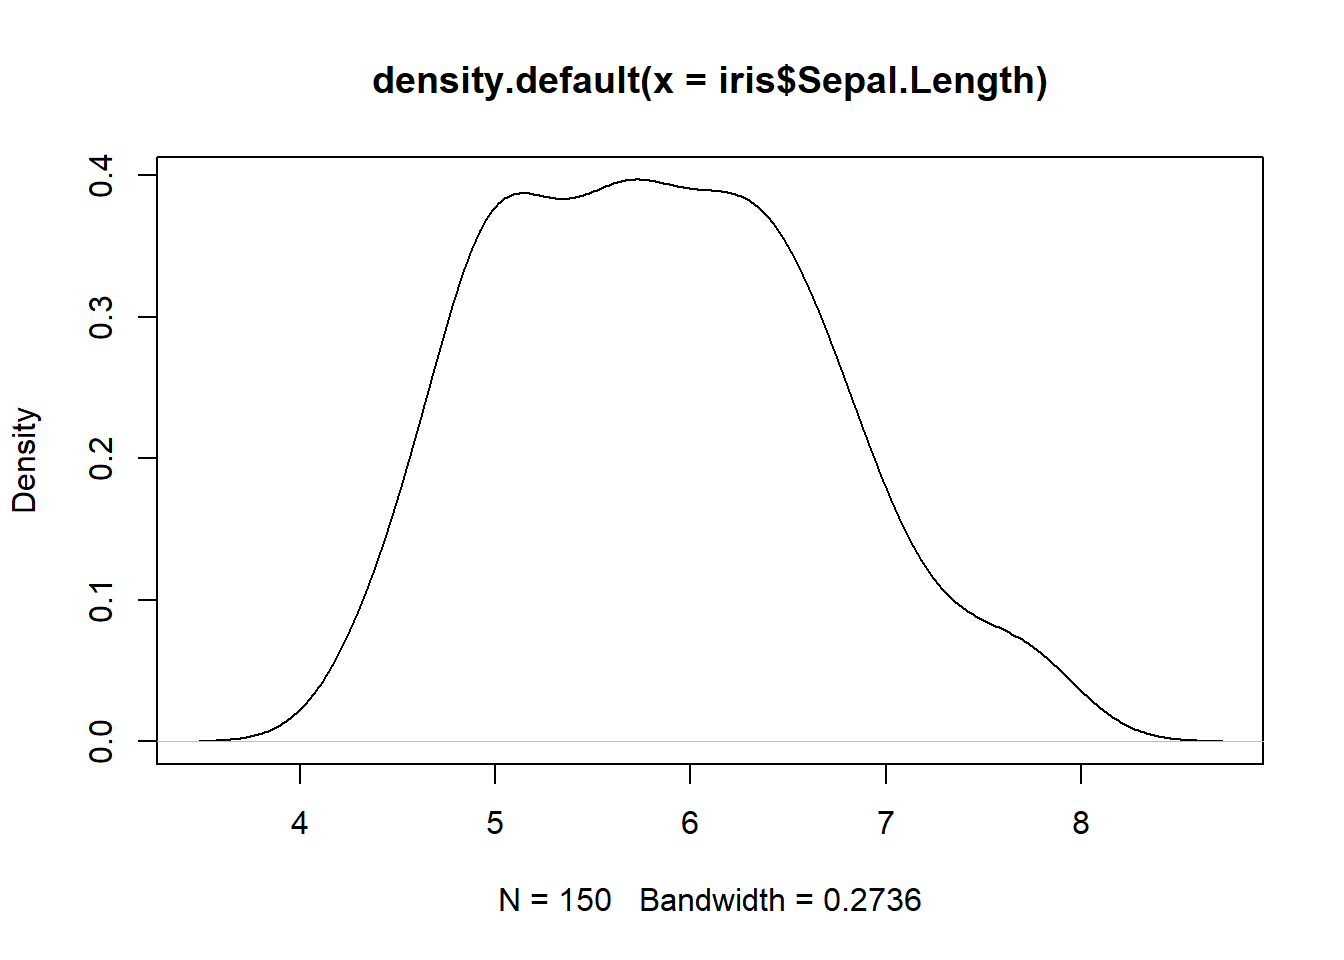 density.default(x = iris$Sepal.Length)
0.4
0.3
0.2
0.1
0.0
Density
4 5 6 7 8
N = 150   Bandwidth = 0.2736